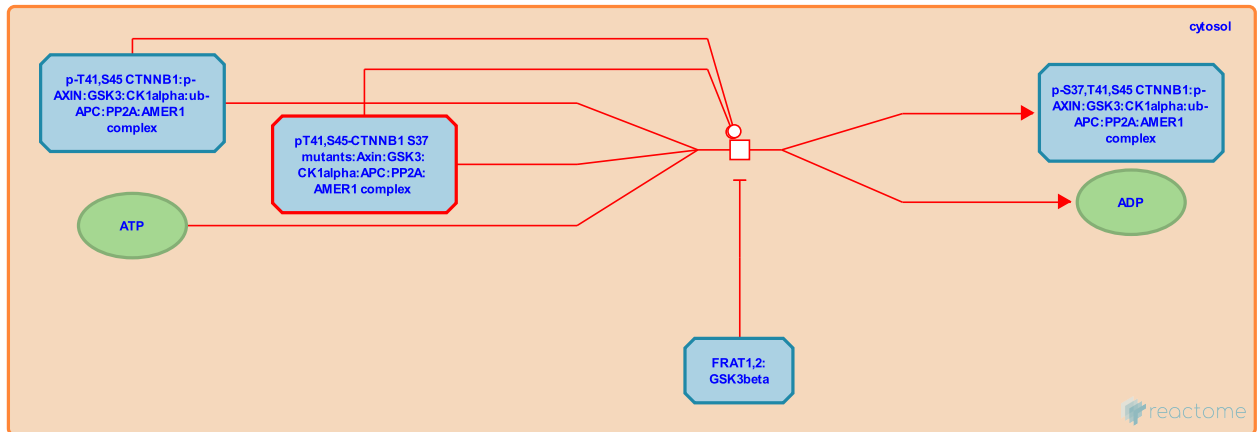 cytosol
p-T41,S45 CTNNB1:p-
AXIN:GSK3:CK1alpha:ub-
APC:PP2A:AMER1
complex
pT41,S45-CTNNB1 S37
mutants:Axin:GSK3:
CK1alpha:APC:PP2A:
AMER1 complex
ATP
p-S37,T41,S45 CTNNB1:p-
AXIN:GSK3:CK1alpha:ub-
APC:PP2A:AMER1
complex
ADP
FRAT1,2:
GSK3beta
reactome